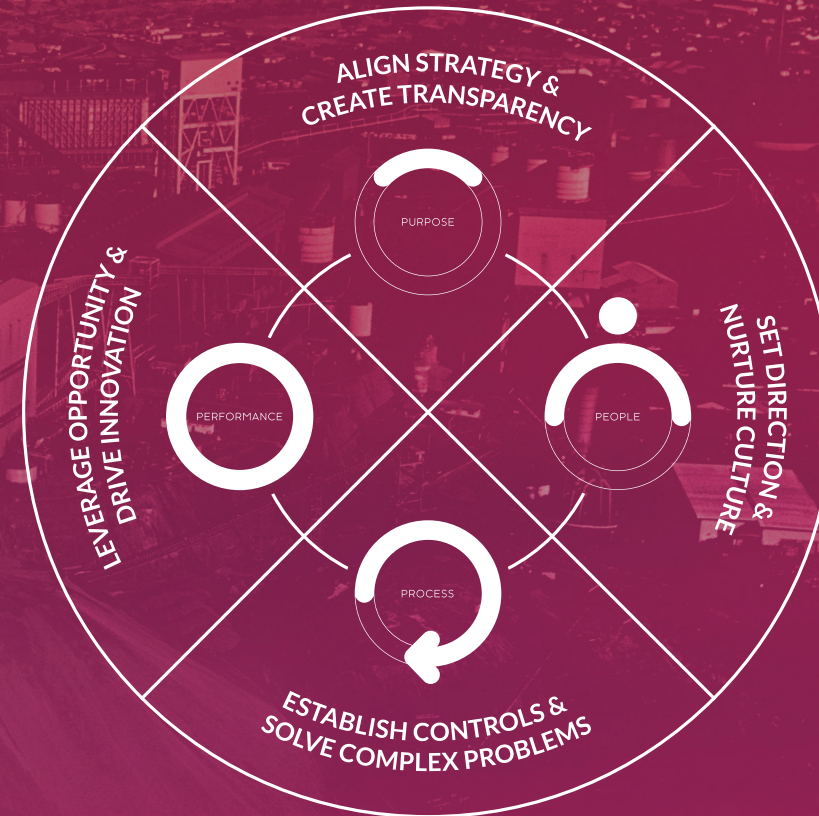 ALIGN STRATEGY &
CREATE TRANSPARENCY
PURPOSE
LEVERAGE OPPORTUNITY &
DRIVE INNOVATION
PERFORMANCE
PEOPLE
SET DIRECTION &
NURTURE CULTURE
PROCESS
ESTABLISH CONTROLS &
SOLVE COMPLEX PROBLEMS